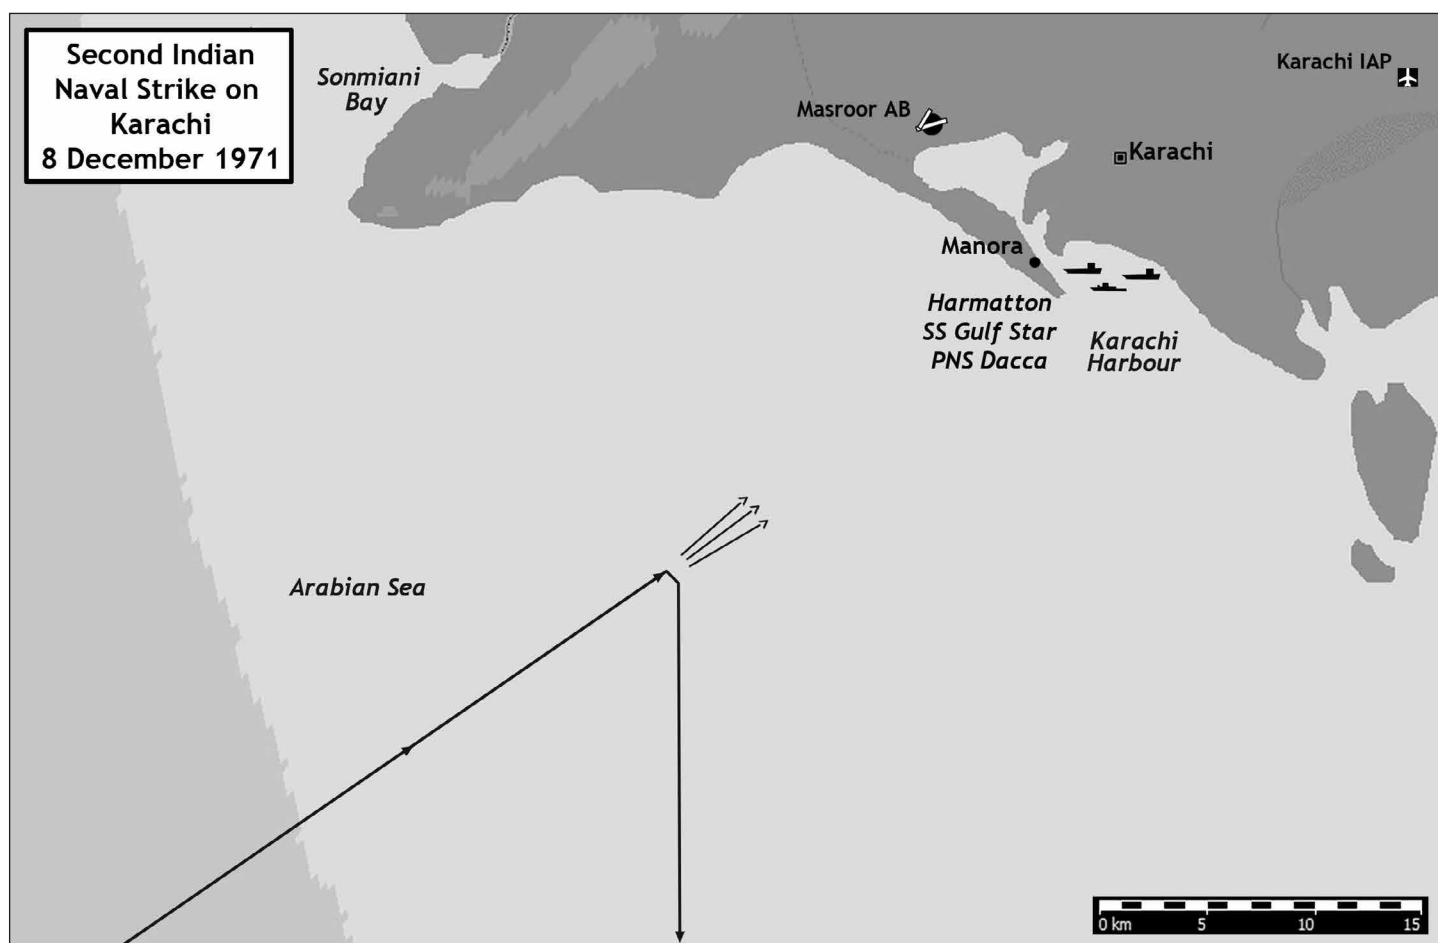 Second Indian
Naval Strike on
Karachi
8 December 1971
Sonmiani
Bay
Karachi IAP
Masroor AB
Karachi
Manora
Harmatton
SS Gulf Star
PNS Dacca
Karachi
Harbour
Arabian Sea
0 km 5 10 15